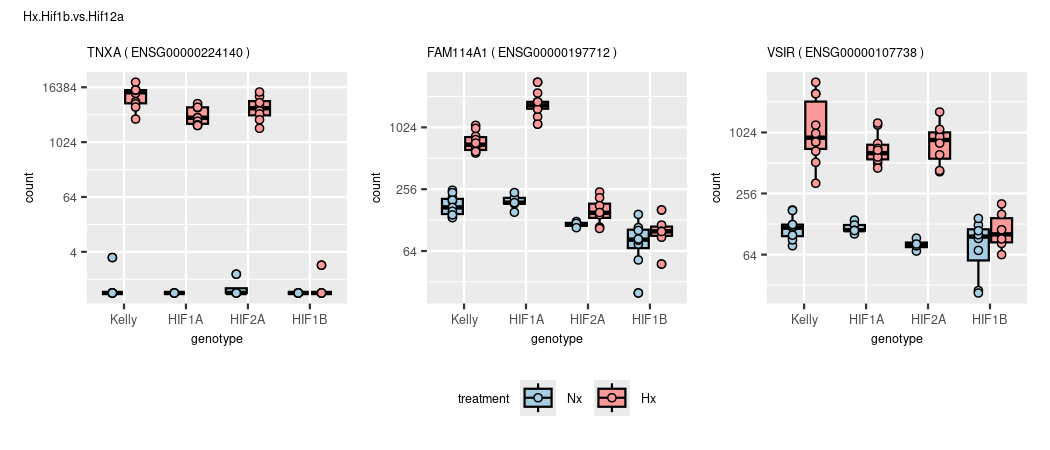 Hx.Hif1b.vs.Hif12a
TNXA ( ENSG00000224140 )
16384
1024
64
4
count
Kelly HIF1A HIF2A HIF1B
genotype
FAM114A1 ( ENSG00000197712 )
1024
256
64
count
Kelly HIF1A HIF2A HIF1B
genotype
VSIR ( ENSG00000107738 )
1024
256
64
count
Kelly HIF1A HIF2A HIF1B
genotype
treatment Nx Hx